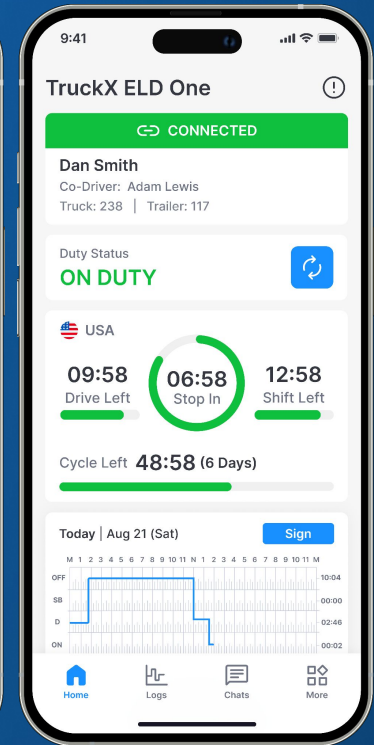 9:41
TruckX ELD One
CONNECTED
Dan Smith
Co-Driver: Adam Lewis
Truck: 238 | Trailer: 117
Duty Status
ON DUTY
USA
09:58
Drive Left
06:58
Stop In
12:58
Shift Left
Cycle Left 48:58 (6 Days)
Today | Aug 21 (Sat)
Sign
M 1 2 3 4 5 6 7 8 9 10 11 N 1 2 3 4 5 6 7 8 9 10 11 M
OFF 10:04
SB 00:00
D 02:46
ON 00:02
Home
Logs
Chats
More